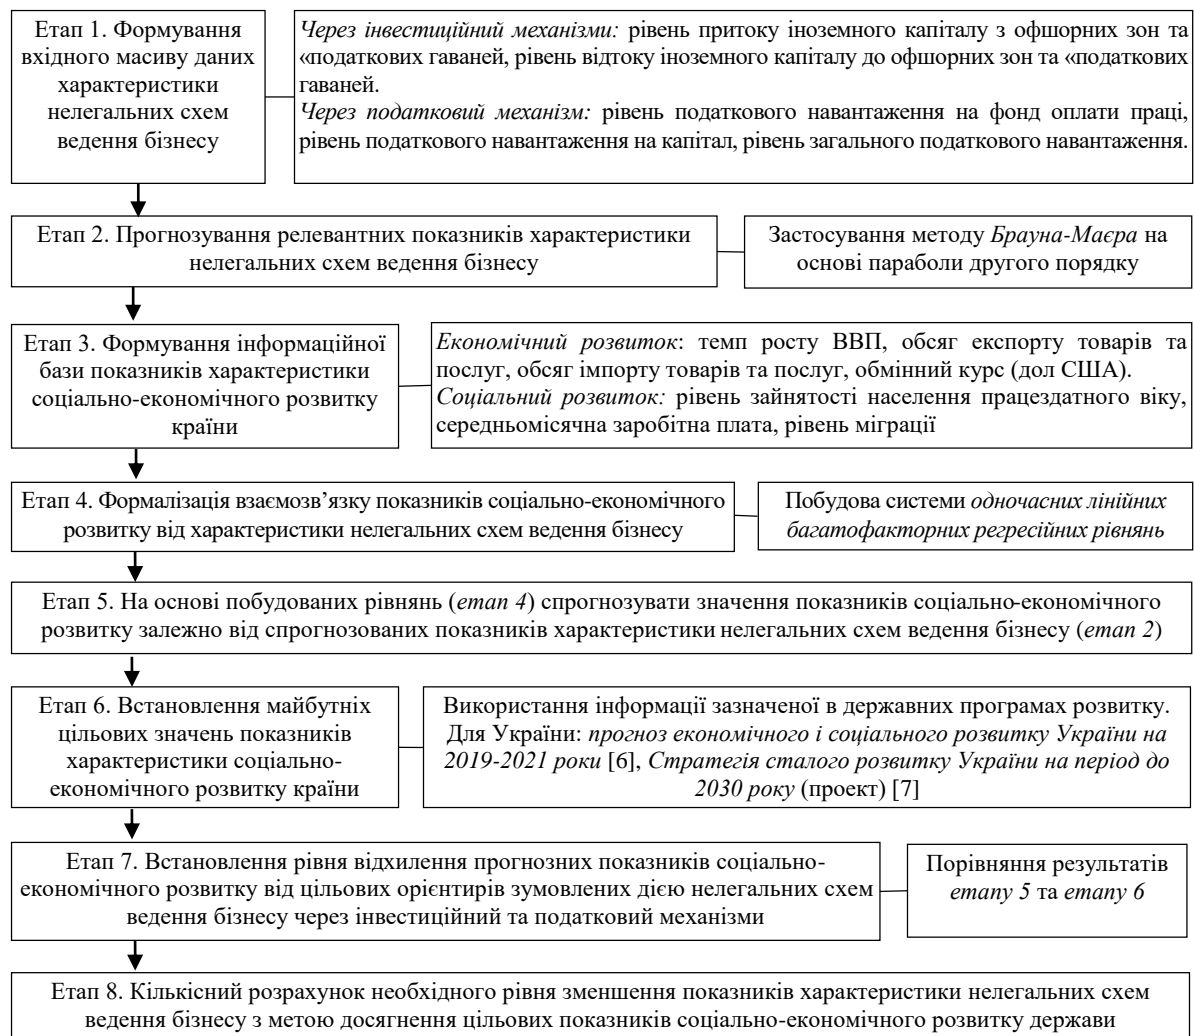 Етап 1. Формування
вхідного масиву даних
характеристики
нелегальних схем
ведення бізнесу
Через інвестиційний механізми: рівень притоку іноземного капіталу з офшорних зон та
«податкових гаваней, рівень відтоку іноземного капіталу до офшорних зон та «податкових
гаваней.
Через податковий механізм: рівень податкового навантаження на фонд оплати праці,
рівень податкового навантаження на капітал, рівень загального податкового навантаження.
Етап 2. Прогнозування релевантних показників характеристики
нелегальних схем ведення бізнесу
Застосування методу Брауна-Маєра на
основі параболи другого порядку
Етап 3. Формування інформаційної
бази показників характеристики
соціально-економічного розвитку
країни
Економічний розвиток: темп росту ВВП, обсяг експорту товарів та
послуг, обсяг імпорту товарів та послуг, обмінний курс (дол США).
Соціальний розвиток: рівень зайнятості населення працездатного віку,
середньомісячна заробітна плата, рівень міграції
Етап 4. Формалізація взаємозв’язку показників соціально-економічного
розвитку від характеристики нелегальних схем ведення бізнесу
Побудова системи одночасних лінійних
багатофакторних регресійних рівнянь
Етап 5. На основі побудованих рівнянь (етап 4) спрогнозувати значення показників соціально-економічного
розвитку залежно від спрогнозованих показників характеристики нелегальних схем ведення бізнесу (етап 2)
Етап 6. Встановлення майбутніх
цільових значень показників
характеристики соціально-
економічного розвитку країни
Використання інформації зазначеної в державних програмах розвитку.
Для України: прогноз економічного і соціального розвитку України на
2019-2021 роки [6], Стратегія сталого розвитку України на період до
2030 року (проект) [7]
Етап 7. Встановлення рівня відхилення прогнозних показників соціально-
економічного розвитку від цільових орієнтирів зумовлених дією нелегальних схем
ведення бізнесу через інвестиційний та податковий механізми
Порівняння результатів
етапу 5 та етапу 6
Етап 8. Кількісний розрахунок необхідного рівня зменшення показників характеристики нелегальних схем
ведення бізнесу з метою досягнення цільових показників соціально-економічного розвитку держави